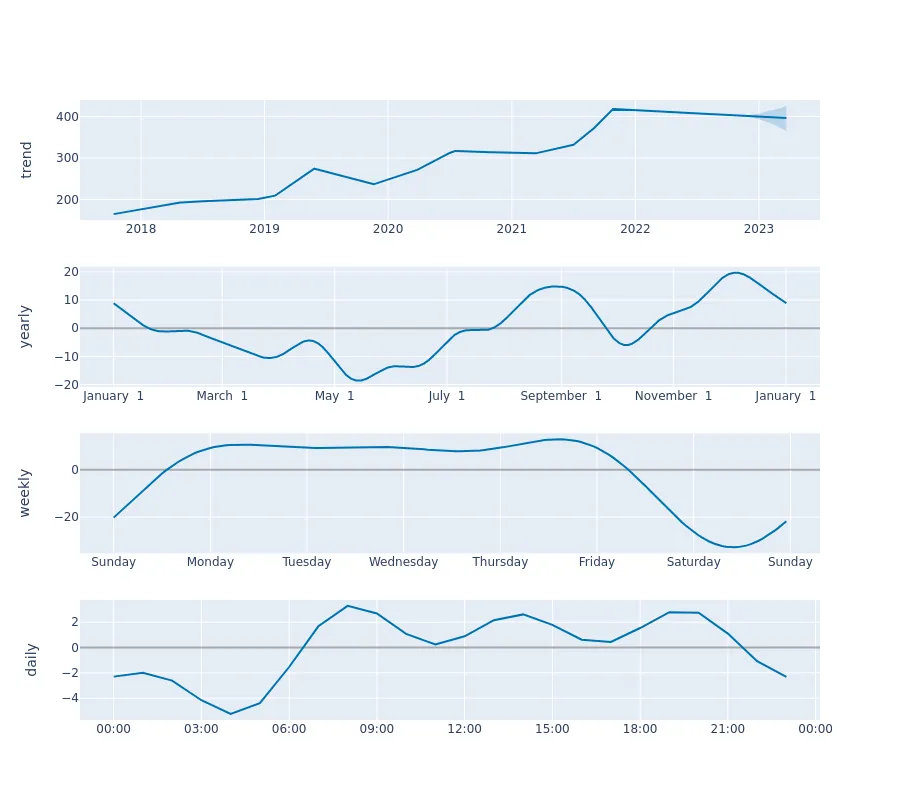 trend
400
300
200
2018 2019 2020 2021 2022 2023
yearly
20
10
0
−10
−20
January 1 March 1 May 1 July 1 September 1 November 1 January 1
weekly
0
−20
Sunday Monday Tuesday Wednesday Thursday Friday Saturday Sunday
daily
2
0
−2
−4
00:00 03:00 06:00 09:00 12:00 15:00 18:00 21:00 00:00